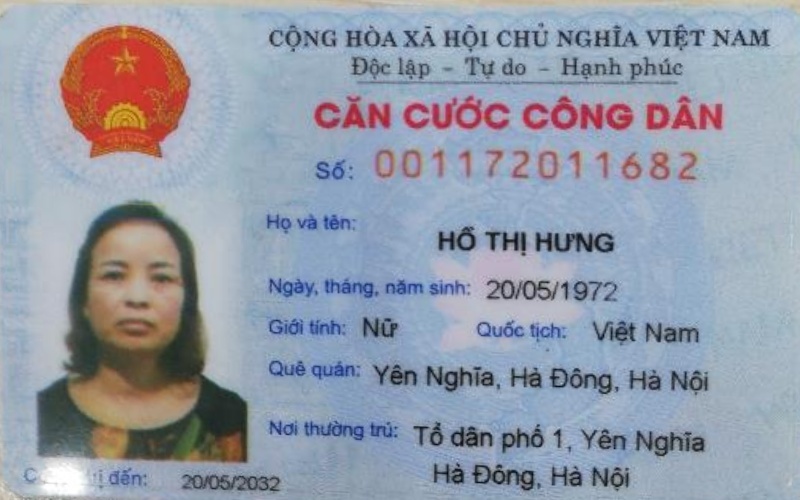 CỘNG HÒA XÃ HỘI CHỦ NGHĨA VIỆT NAM
Độc lập - Tự do - Hạnh phúc
CĂN CƯỚC CÔNG DÂN
Số: 001172011682
Họ và tên:
HỒ THỊ HƯNG
Ngày, tháng, năm sinh: 20/05/1972
Giới tính: Nữ Quốc tịch: Việt Nam
Quê quán: Yên Nghĩa, Hà Đông, Hà Nội
Nơi thường trú: Tổ dân phố 1, Yên Nghĩa
Hà Đông, Hà Nội
đến: 20/05/2032